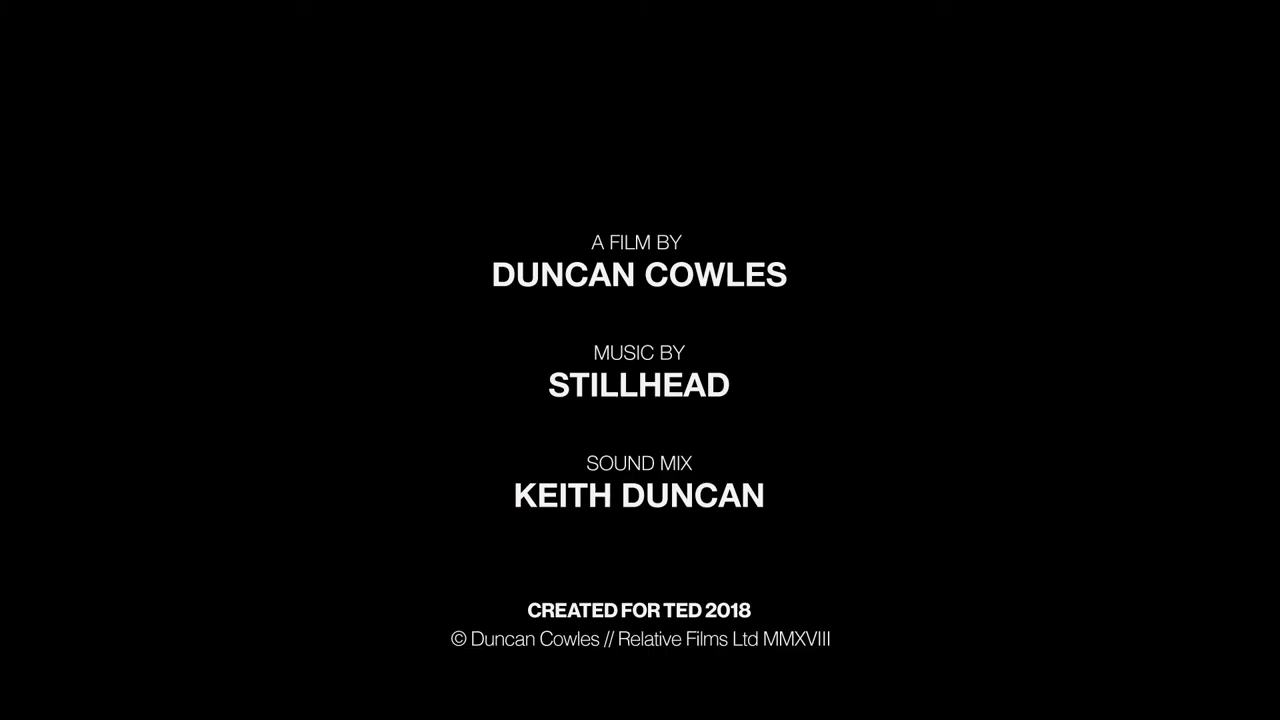 A FILM BY
DUNCAN COWLES
MUSIC BY
STILLHEAD
SOUND MIX
KEITH DUNCAN
CREATED FOR TED 2018
© Duncan Cowles // Relative Films Ltd MMXVIII